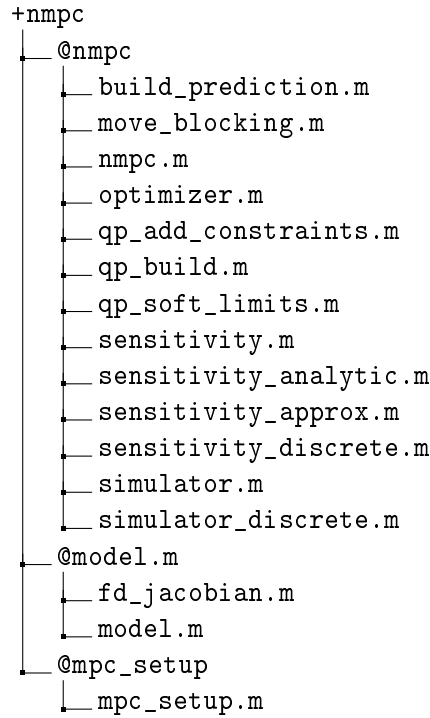 +nmpc
@nmpc
build_prediction.m
move_blocking.m
nmpc.m
optimizer.m
qp_add_constraints.m
qp_build.m
qp_soft_limits.m
sensitivity.m
sensitivity_analytic.m
sensitivity_approx.m
sensitivity_discrete.m
simulator.m
simulator_discrete.m
@model.m
fd_jacobian.m
model.m
@mpc_setup
mpc_setup.m